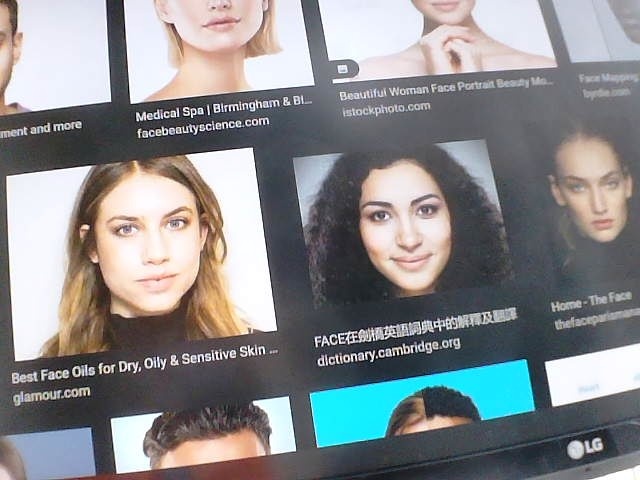 ment and more
Medical Spa | Birmingham & Bl...
facebeautyscience.com
Beautiful Woman Face Portrait Beauty Mo...
istockphoto.com
Face Mapping
byrdie.com
Best Face Oils for Dry, Oily & Sensitive Skin ...
glamour.com
FACE在劍橋英語詞典中的解釋及翻譯
dictionary.cambridge.org
Home - The Face
thefaceparismana
LG